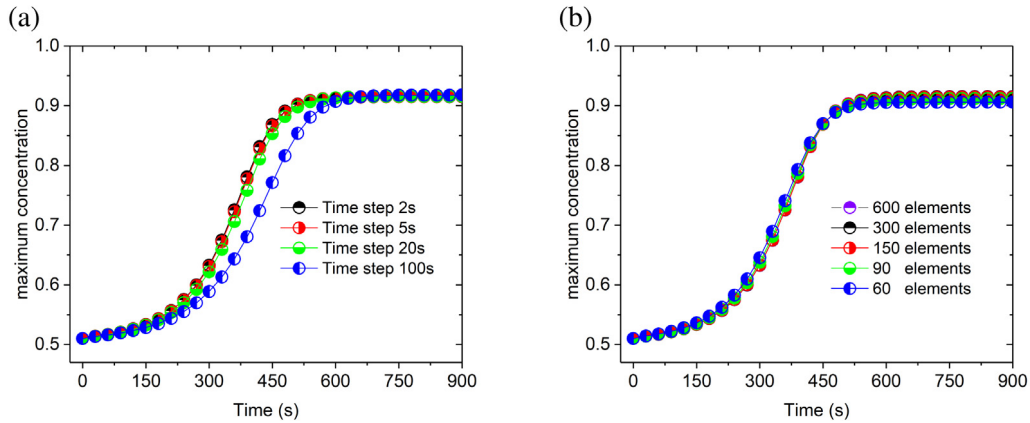 (a)
1.0
0.9
0.8
0.7
0.6
0.5
maximum concentration
Time step 2s
Time step 5s
Time step 20s
Time step 100s
0 150 300 450 600 750 900
Time (s)
(b)
1.0
0.9
0.8
0.7
0.6
0.5
maximum concentration
600 elements
300 elements
150 elements
90 elements
60 elements
0 150 300 450 600 750 900
Time (s)